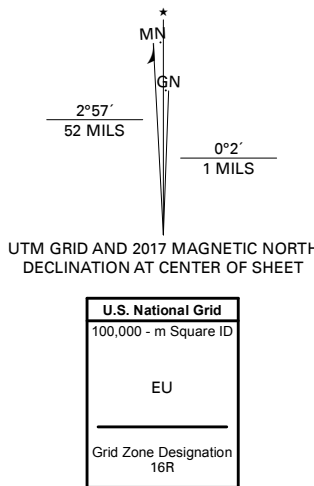 MN
GN
2°57´
52 MILS
0°2´
1 MILS
UTM GRID AND 2017 MAGNETIC NORTH
DECLINATION AT CENTER OF SHEET
U.S. National Grid
100,000 - m Square ID
EU
Grid Zone Designation
16R